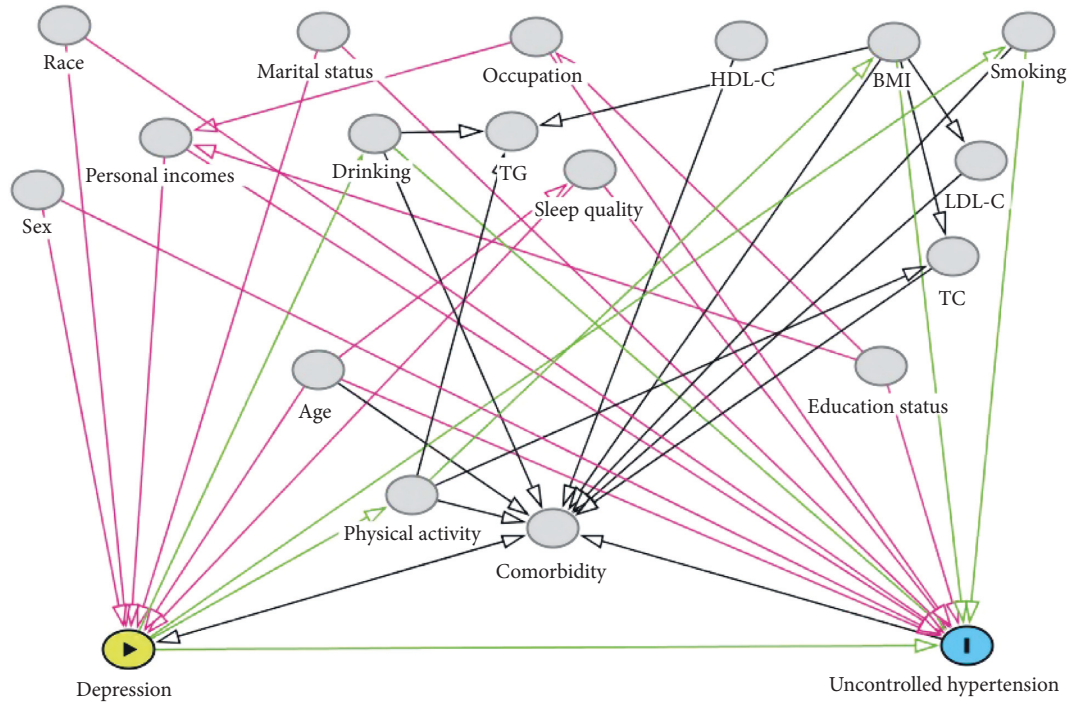 Race
Marital status
Occupation
HDL-C
BMI
Smoking
Personal incomes
Drinking
TG
Sleep quality
LDL-C
Sex
TC
Age
Education status
Physical activity
Comorbidity
Depression
Uncontrolled hypertension